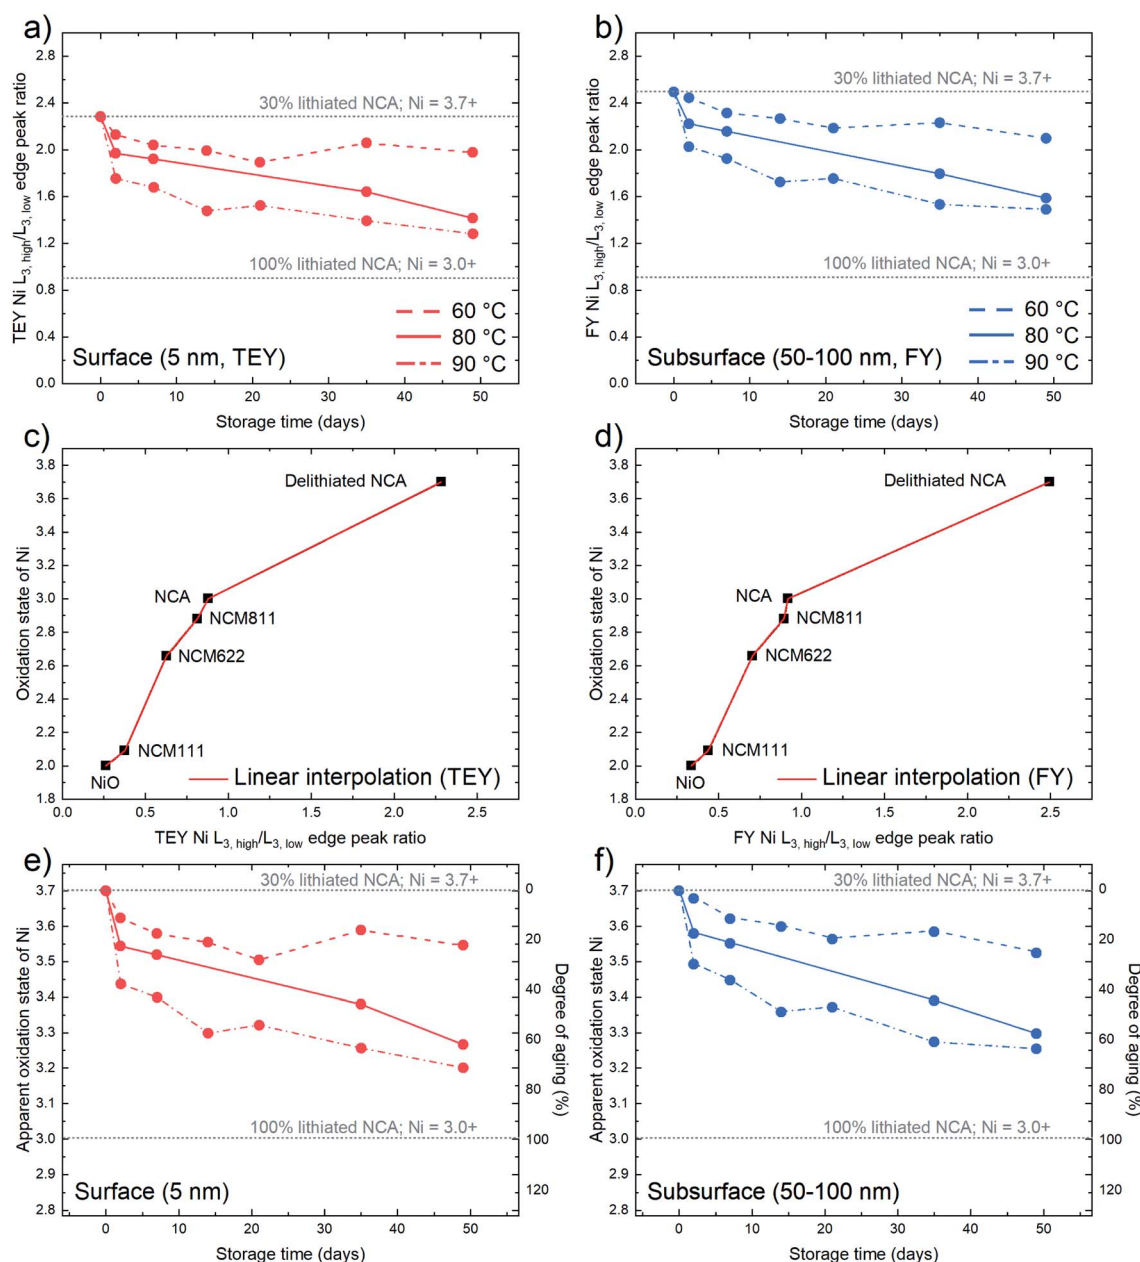 a)
TEY Ni L3, high/L3, low edge peak ratio
2.8
2.4
2.0
1.6
1.2
0.8
0.4
0.0
30% lithiated NCA; Ni = 3.7+
100% lithiated NCA; Ni = 3.0+
60 °C
80 °C
90 °C
Surface (5 nm, TEY)
0 10 20 30 40 50
Storage time (days)
b)
FY Ni L3, high/L3, low edge peak ratio
2.8
2.4
2.0
1.6
1.2
0.8
0.4
0.0
30% lithiated NCA; Ni = 3.7+
100% lithiated NCA; Ni = 3.0+
60 °C
80 °C
90 °C
Subsurface (50-100 nm, FY)
0 10 20 30 40 50
Storage time (days)
c)
Oxidation state of Ni
3.8
3.6
3.4
3.2
3.0
2.8
2.6
2.4
2.2
2.0
1.8
Delithiated NCA
NCA
NCM811
NCM622
NCM111
NiO
Linear interpolation (TEY)
0.0 0.5 1.0 1.5 2.0 2.5
TEY Ni L3, high/L3, low edge peak ratio
d)
Oxidation state of Ni
3.8
3.6
3.4
3.2
3.0
2.8
2.6
2.4
2.2
2.0
1.8
Delithiated NCA
NCA
NCM811
NCM622
NCM111
NiO
Linear interpolation (FY)
0.0 0.5 1.0 1.5 2.0 2.5
FY Ni L3, high/L3, low edge peak ratio
e)
Apparent oxidation state of Ni
3.7
3.6
3.5
3.4
3.3
3.2
3.1
3.0
2.9
2.8
30% lithiated NCA; Ni = 3.7+
100% lithiated NCA; Ni = 3.0+
Surface (5 nm)
0
20
40
60
80
100
120
Degree of aging (%)
0 10 20 30 40 50
Storage time (days)
f)
Apparent oxidation state Ni
3.7
3.6
3.5
3.4
3.3
3.2
3.1
3.0
2.9
2.8
30% lithiated NCA; Ni = 3.7+
100% lithiated NCA; Ni = 3.0+
Subsurface (50-100 nm)
0
20
40
60
80
100
120
Degree of aging (%)
0 10 20 30 40 50
Storage time (days)